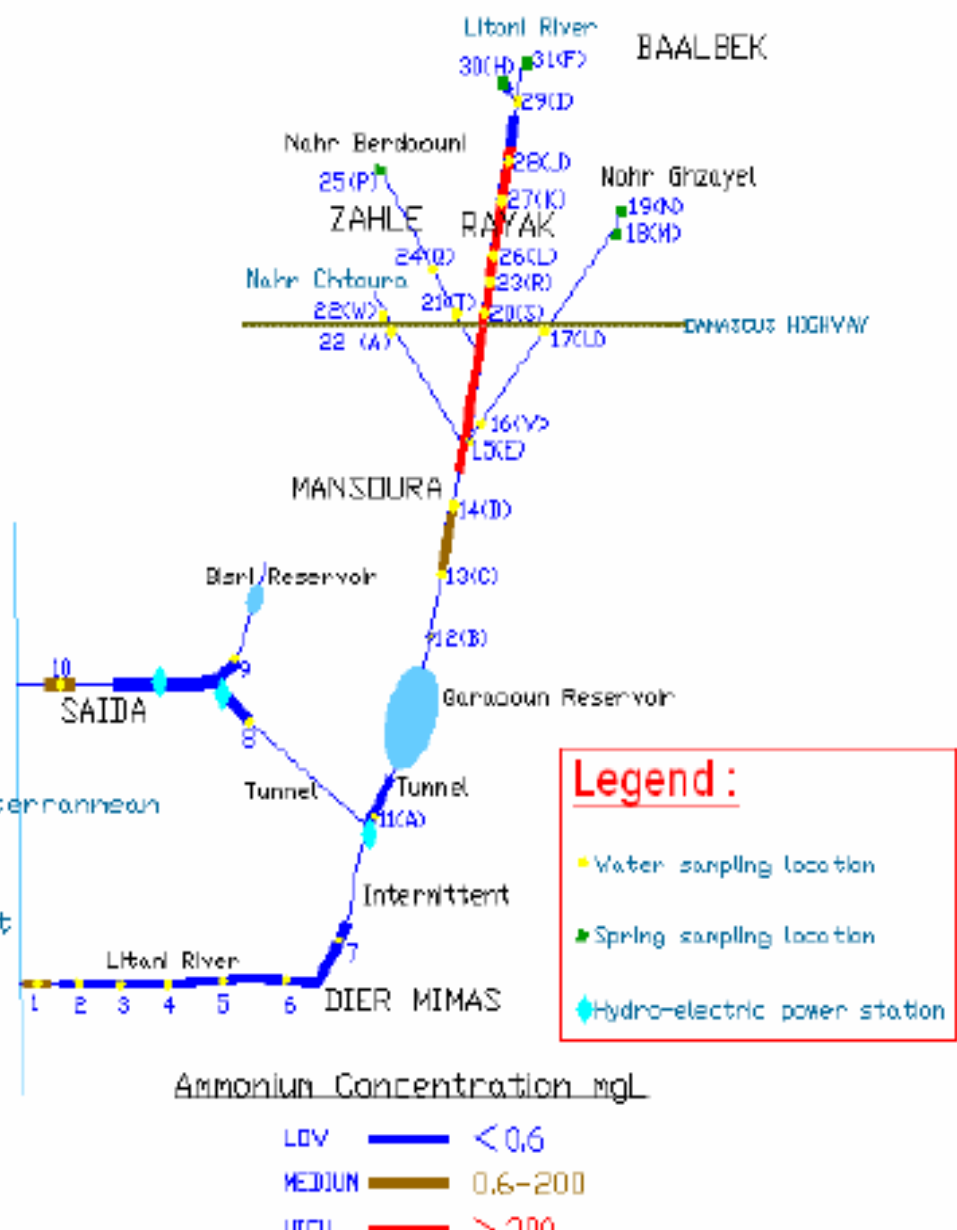 Litani River
BAALBEK
30(H)
31(F)
29(I)
Nahr Berdaouni
28(J)
25(P)
Nahr Ghzayel
27(K)
19(N)
ZAHLE
RAYAK
18(M)
24(Q)
26(L)
Nahr Chtoura
23(R)
22(W)
21(T)
20(S)
DAMASCUS HIGHWAY
22 (A)
17(U)
16(V)
15(E)
MANSOURA
14(D)
13(C)
Bisri Reservoir
12(B)
10
9
SAIDA
Garaooun Reservoir
8
Tunnel
Tunnel
11(A)
Legend :
Water sampling location
Intermittent
Spring sampling location
7
Litani River
1
2
3
4
5
6
DIER MIMAS
Hydro-electric power station
Ammonium Concentration mgL
LOW
<0.6
MEDIUM
0.6-200